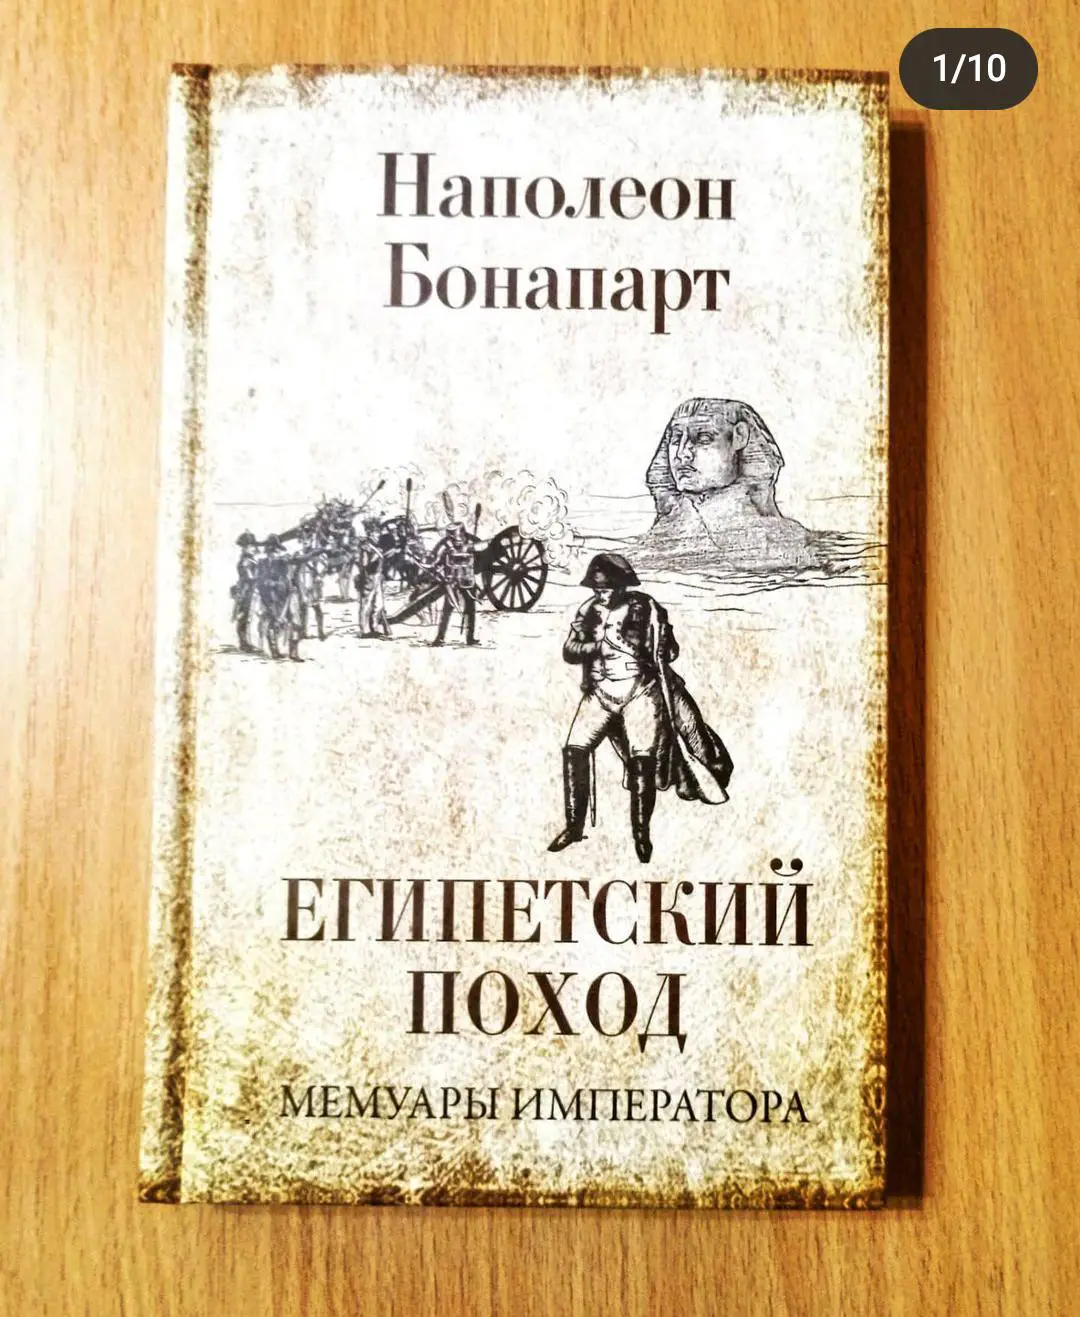 1/10
Наполеон
Бонапарт
ЕГИПЕТСКИЙ
ПОХОД
МЕМУАРЫ ИМПЕРАТОРА